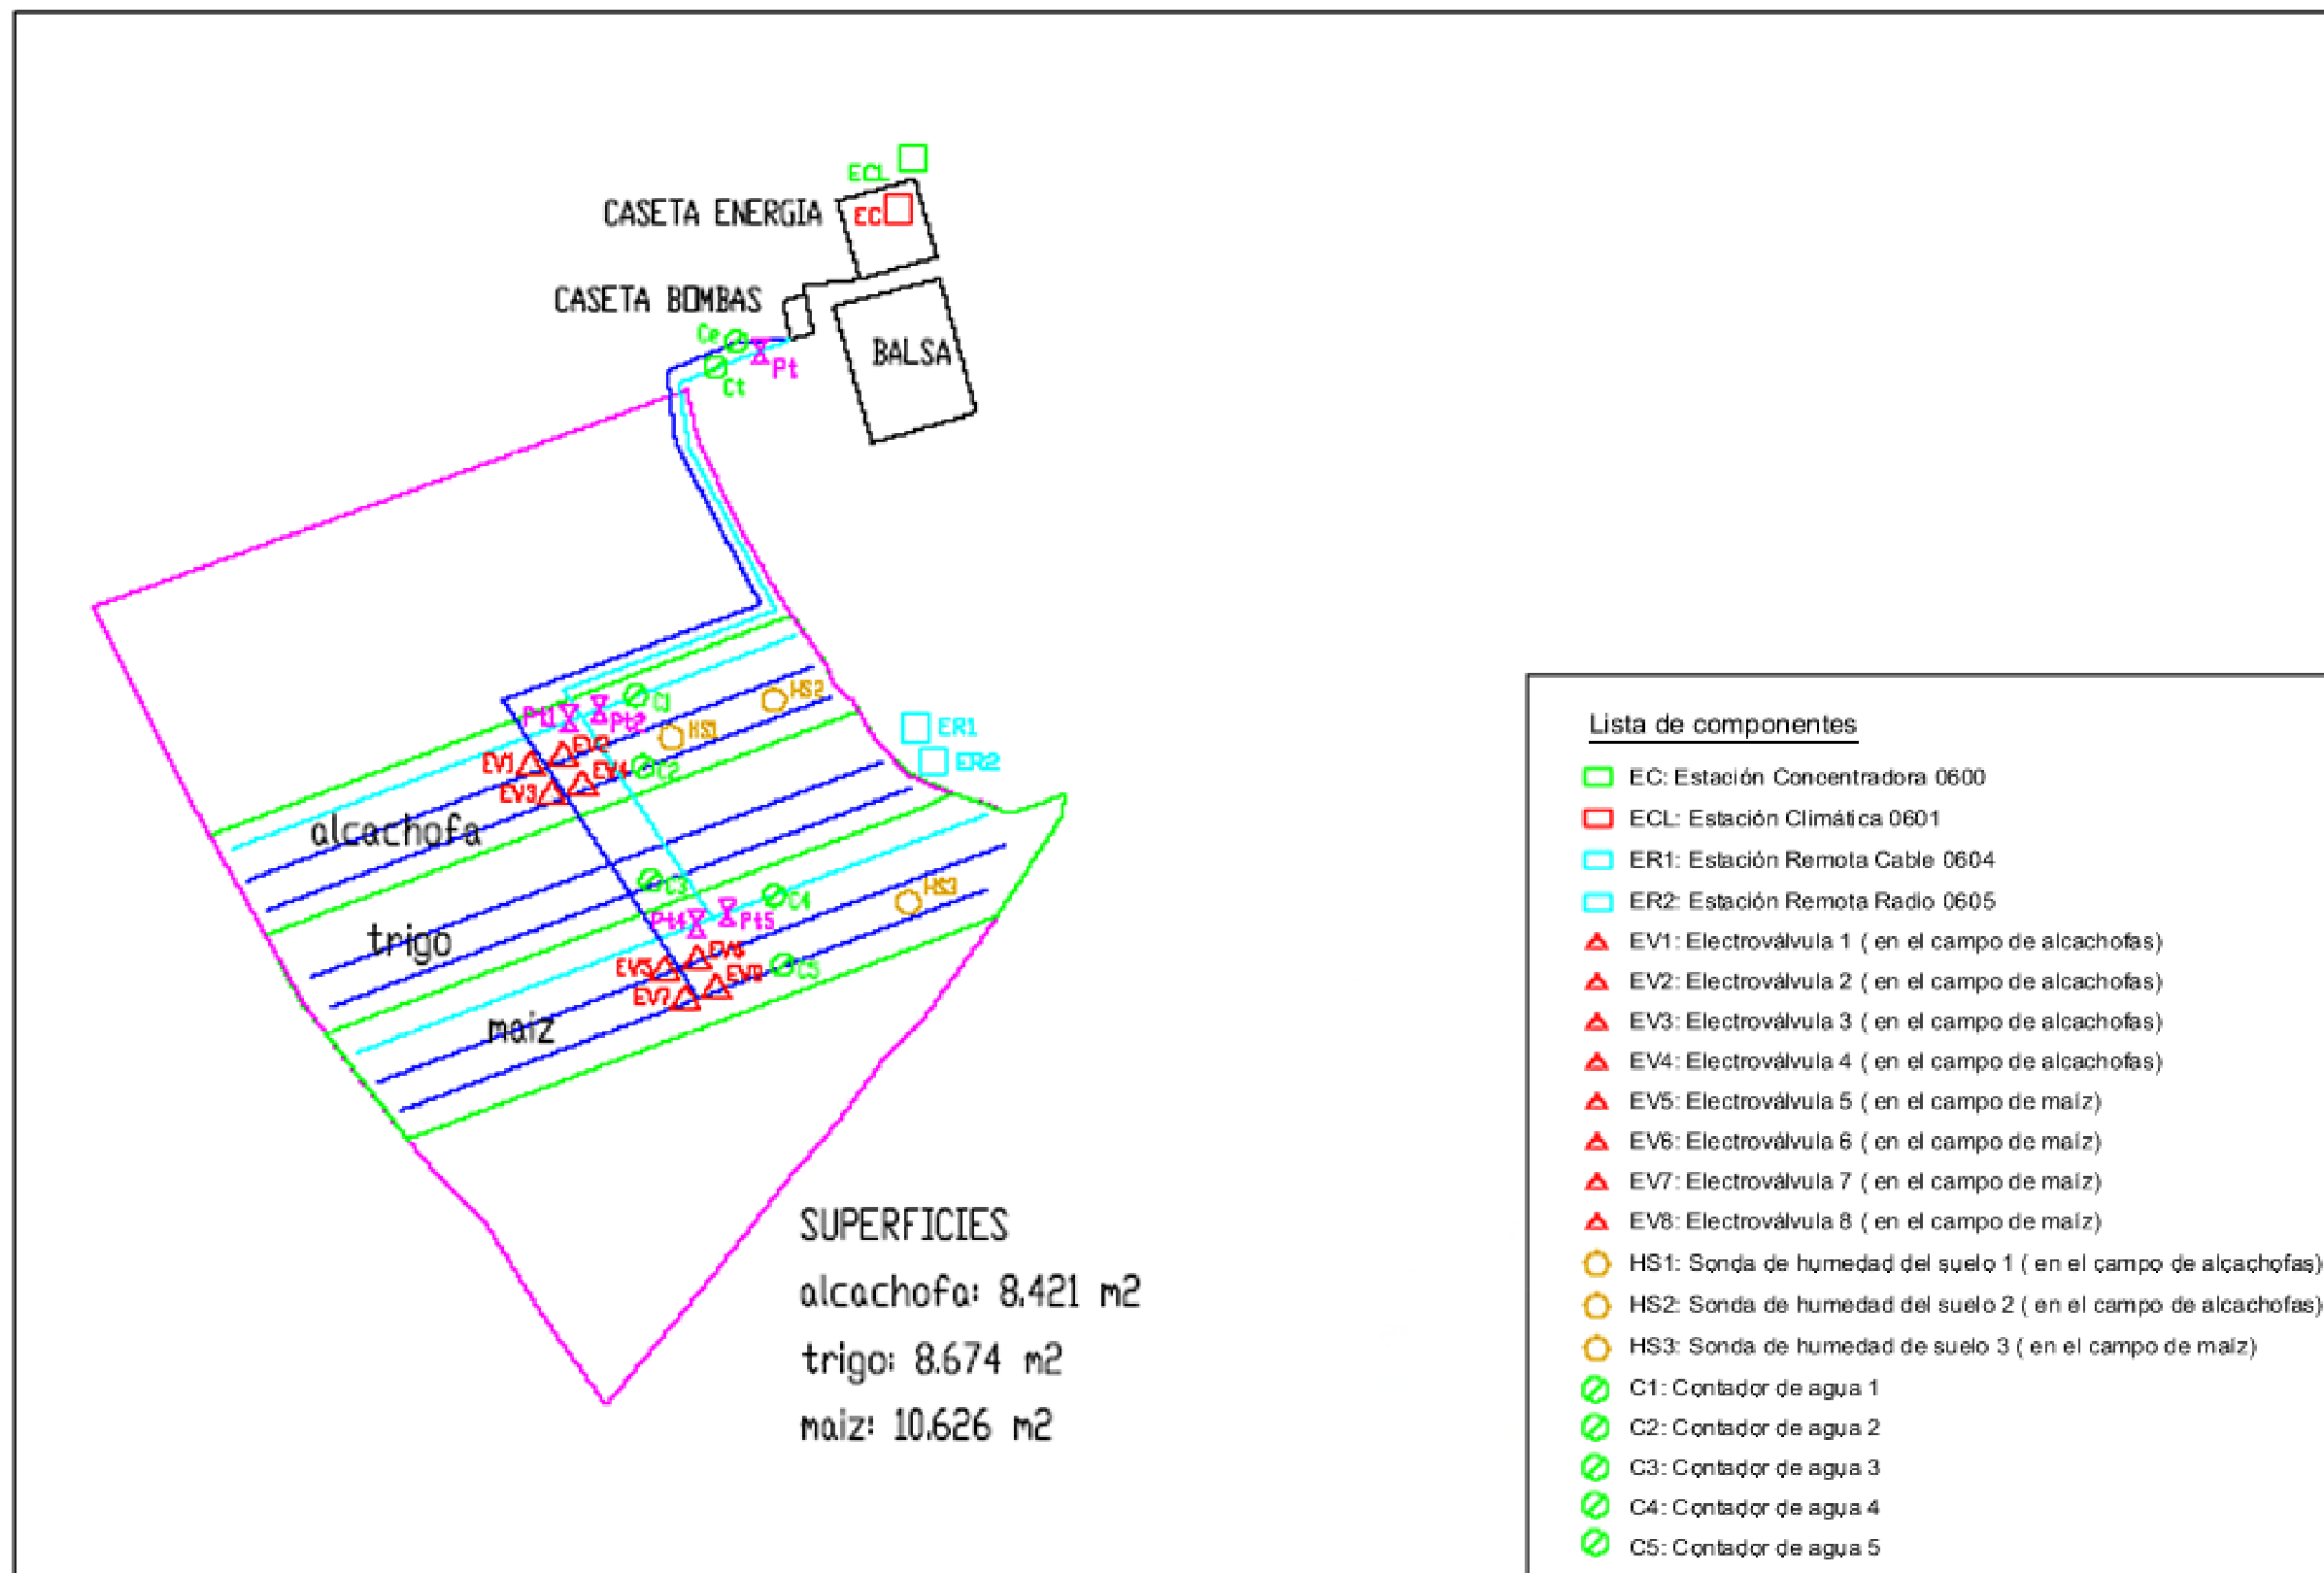 ECL
CASETA ENERGIA
EC
CASETA BOMBAS
Ce
Pt
Ct
BALSA
HS2
C1
Pt1
Pt2
HS1
ER1
EV2
EV1
EV4
C2
ER2
EV3
alcachofa
C3
HS3
C4
Pt4
Pt5
trigo
EV6
EV5
C5
EV8
EV7
maiz
SUPERFICIES
alcachofa: 8.421 m2
trigo: 8.674 m2
maiz: 10.626 m2
Lista de componentes
EC: Estación Concentradora 0600
ECL: Estación Climática 0601
ER1: Estación Remota Cable 0604
ER2: Estación Remota Radio 0605
EV1: Electroválvula 1 ( en el campo de alcachofas)
EV2: Electroválvula 2 ( en el campo de alcachofas)
EV3: Electroválvula 3 ( en el campo de alcachofas)
EV4: Electroválvula 4 ( en el campo de alcachofas)
EV5: Electroválvula 5 ( en el campo de maíz)
EV6: Electroválvula 6 ( en el campo de maíz)
EV7: Electroválvula 7 ( en el campo de maíz)
EV8: Electroválvula 8 ( en el campo de maíz)
HS1: Sonda de humedad del suelo 1 ( en el campo de alcachofas)
HS2: Sonda de humedad del suelo 2 ( en el campo de alcachofas)
HS3: Sonda de humedad de suelo 3 ( en el campo de maíz)
C1: Contador de agua 1
C2: Contador de agua 2
C3: Contador de agua 3
C4: Contador de agua 4
C5: Contador de agua 5